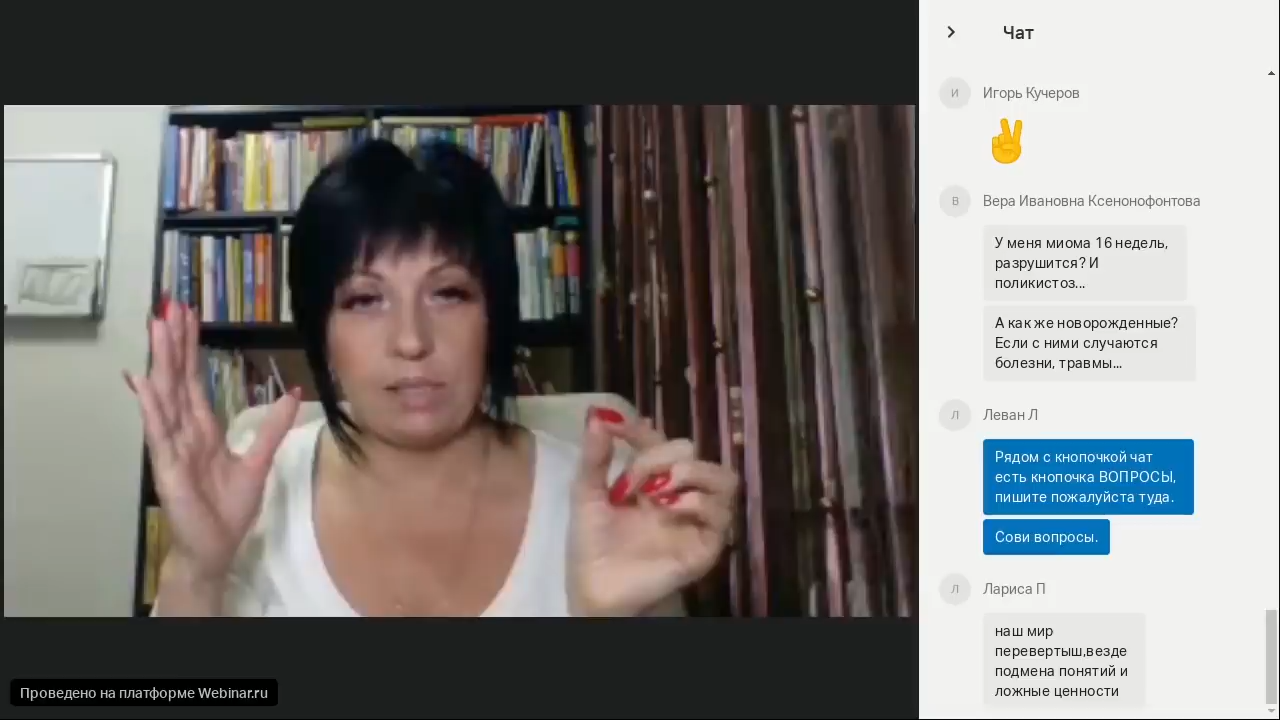 Чат
И
Игорь Кучеров
В
Вера Ивановна Ксенонофонтова
У меня миома 16 недель,
разрушится? И
поликистоз...
А как же новорожденные?
Если с ними случаются
болезни, травмы...
Л
Леван Л
Рядом с кнопочкой чат
есть кнопочка ВОПРОСЫ,
пишите пожалуйста туда.
Сови вопросы.
Л
Лариса П
наш мир
перевертыш,везде
подмена понятий и
ложные ценности
Проведено на платформе Webinar.ru